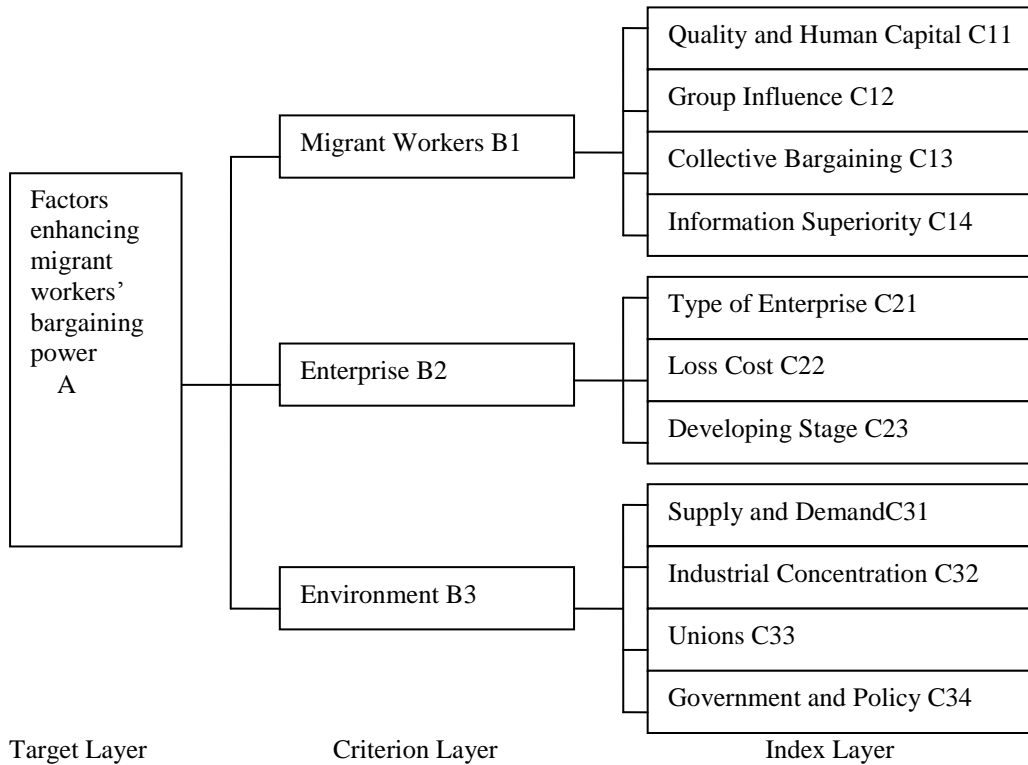 Factors
enhancing
migrant
workers’
bargaining
power
A
Migrant Workers B1
Enterprise B2
Environment B3
Quality and Human Capital C11
Group Influence C12
Collective Bargaining C13
Information Superiority C14
Type of Enterprise C21
Loss Cost C22
Developing Stage C23
Supply and DemandC31
Industrial Concentration C32
Unions C33
Government and Policy C34
Target Layer
Criterion Layer
Index Layer